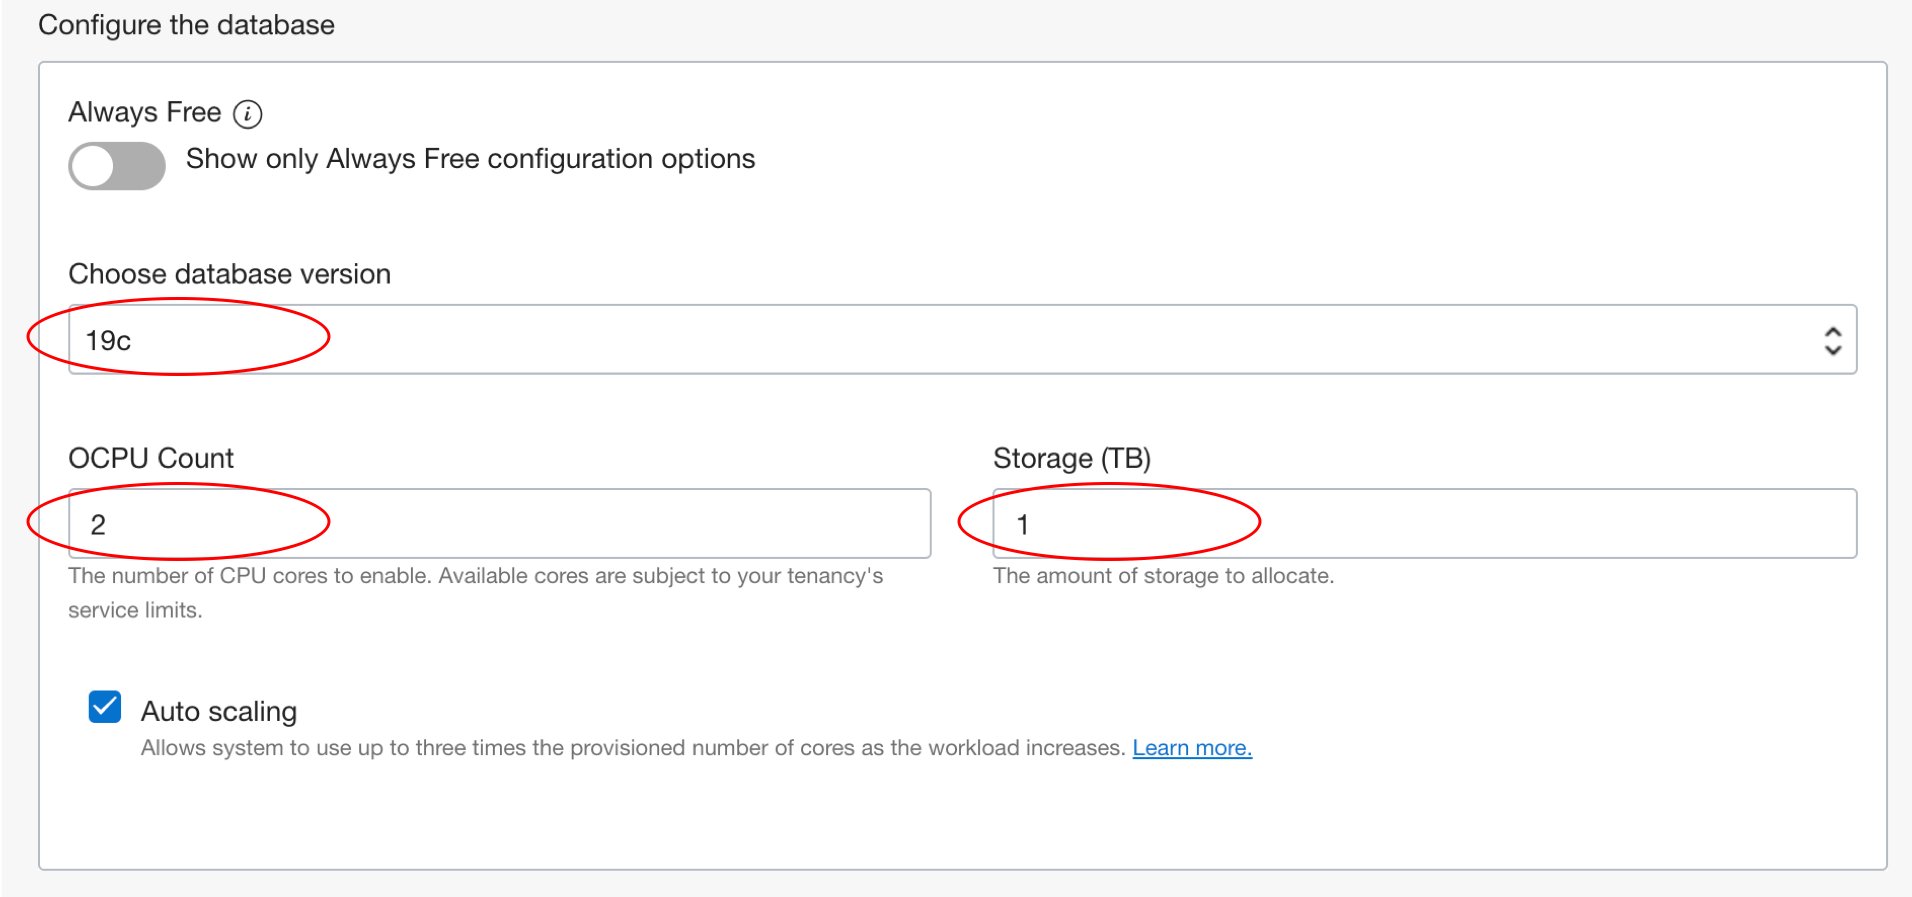 Configure the database
Always Free
Show only Always Free configuration options
Choose database version
19c
OCPU Count
2
The number of CPU cores to enable. Available cores are subject to your tenancy's
service limits.
Storage (TB)
1
The amount of storage to allocate.
Auto scaling
Allows system to use up to three times the provisioned number of cores as the workload increases. Learn more.